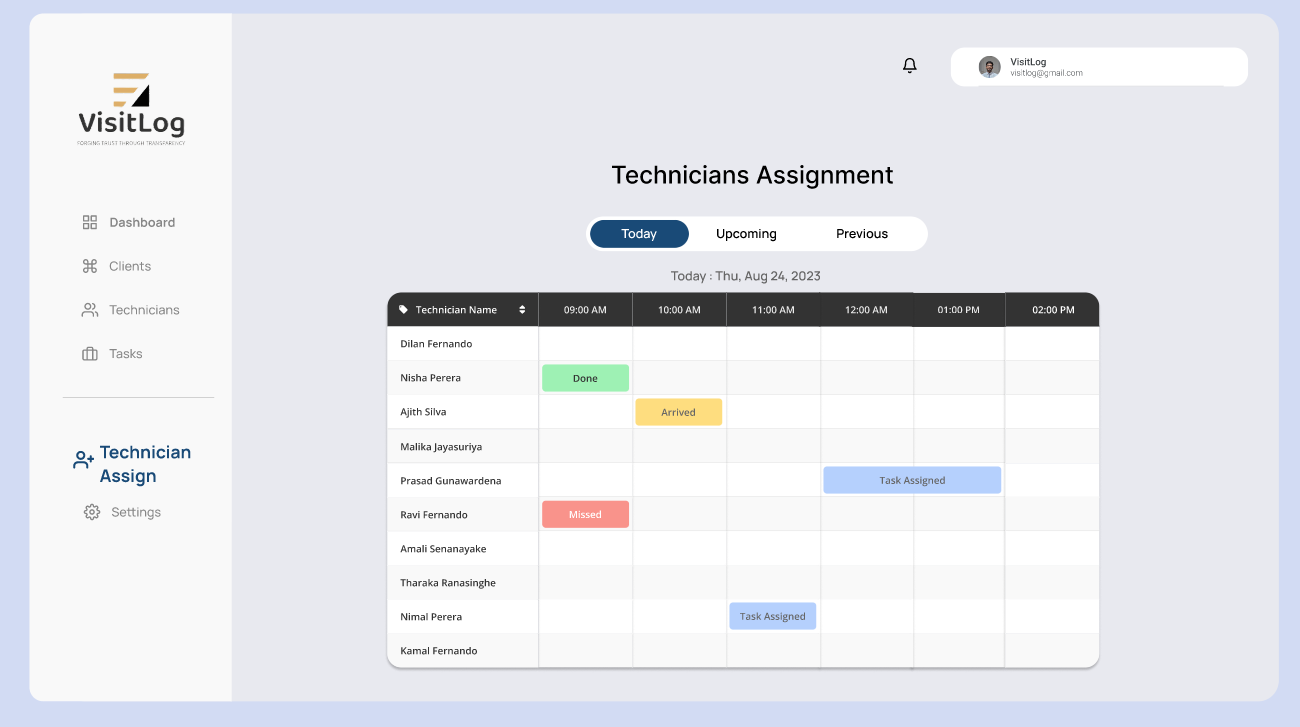 VisitLog
FORGING TRUST THROUGH TRANSPARENCY
VisitLog
visitlog@gmail.com
Dashboard
Clients
Technicians
Tasks
Technician
Assign
Settings
Technicians Assignment
Today Upcoming Previous
Today : Thu, Aug 24, 2023
Technician Name 09:00 AM 10:00 AM 11:00 AM 12:00 AM 01:00 PM 02:00 PM
Dilan Fernando
Nisha Perera Done
Ajith Silva Arrived
Malika Jayasuriya
Prasad Gunawardena Task Assigned
Ravi Fernando Missed
Amali Senanayake
Tharaka Ranasinghe
Nimal Perera Task Assigned
Kamal Fernando